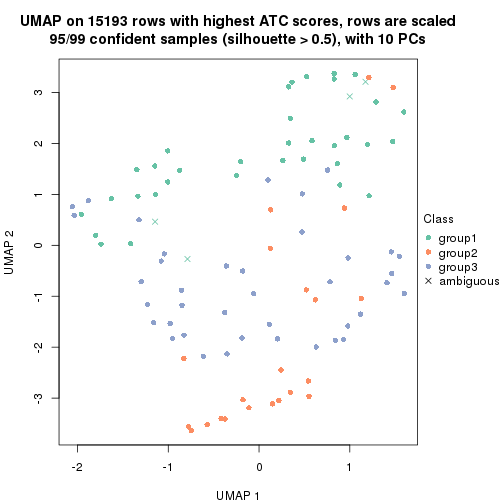 UMAP on 15193 rows with highest ATC scores, rows are scaled
95/99 confident samples (silhouette > 0.5), with 10 PCs
3
2
1
0
-1
-2
-3
UMAP 2
-2
-1
0
1
UMAP 1
Class
group1
group2
group3
ambiguous